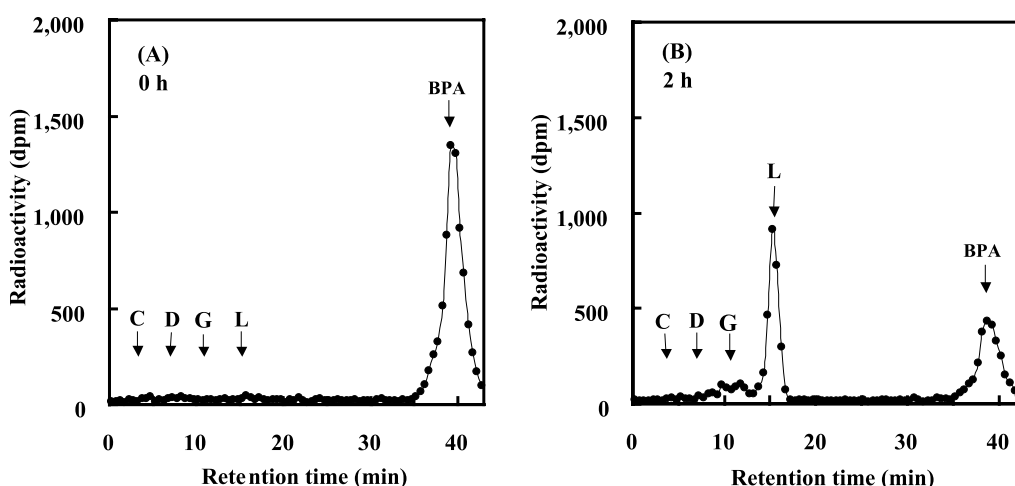 2,000
(A)
0 h
BPA
1,500
1,000
500
C D G L
0
0 10 20 30 40
Retention time (min)
Radioactivity (dpm)
2,000
(B)
2 h
1,500
L
1,000
BPA
500
C D G
0
0 10 20 30 40
Retention time (min)
Radioactivity (dpm)